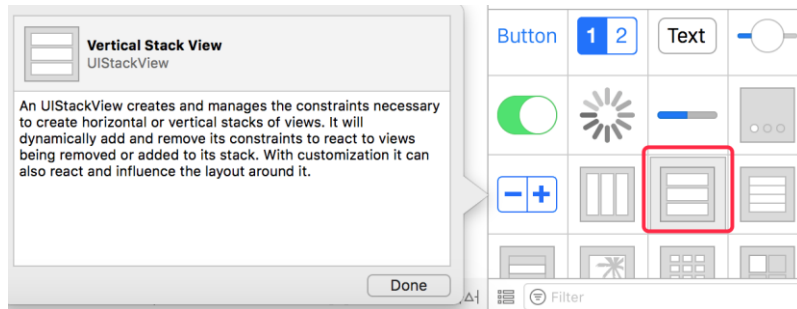 Vertical Stack View
UIStackView
An UIStackView creates and manages the constraints necessary
to create horizontal or vertical stacks of views. It will
dynamically add and remove its constraints to react to views
being removed or added to its stack. With customization it can
also react and influence the layout around it.
Done
Button
1 2
Text
Filter